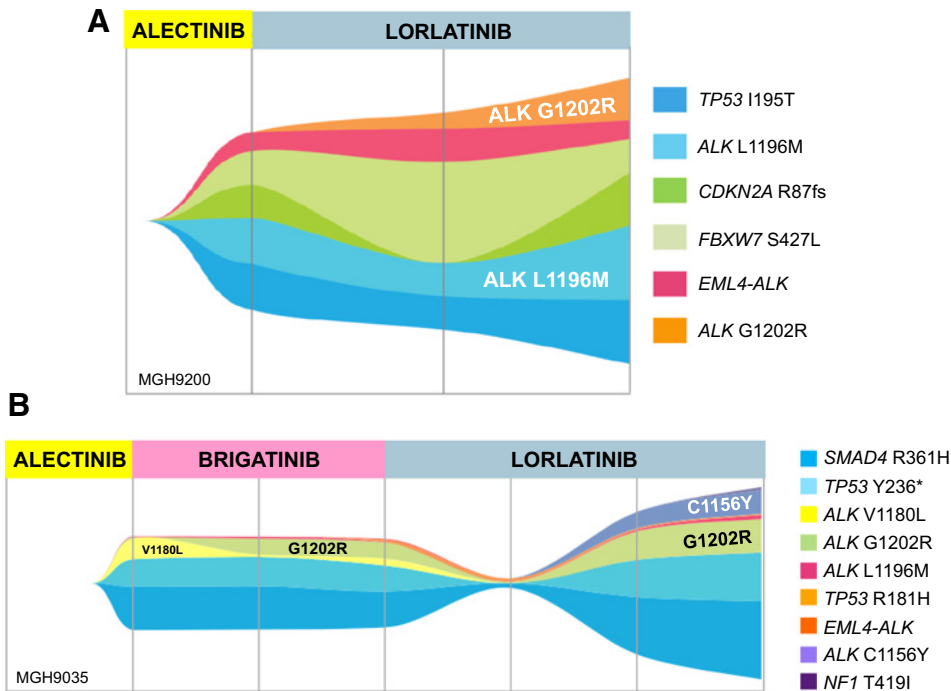 A
ALECTINIB LORLATINIB
ALK G1202R
ALK L1196M
MGH9200
TP53 I195T
ALK L1196M
CDKN2A R87fs
FBXW7 S427L
EML4-ALK
ALK G1202R
B
ALECTINIB BRIGATINIB LORLATINIB
V1180L
G1202R
C1156Y
G1202R
MGH9035
SMAD4 R361H
TP53 Y236*
ALK V1180L
ALK G1202R
ALK L1196M
TP53 R181H
EML4-ALK
ALK C1156Y
NF1 T419I